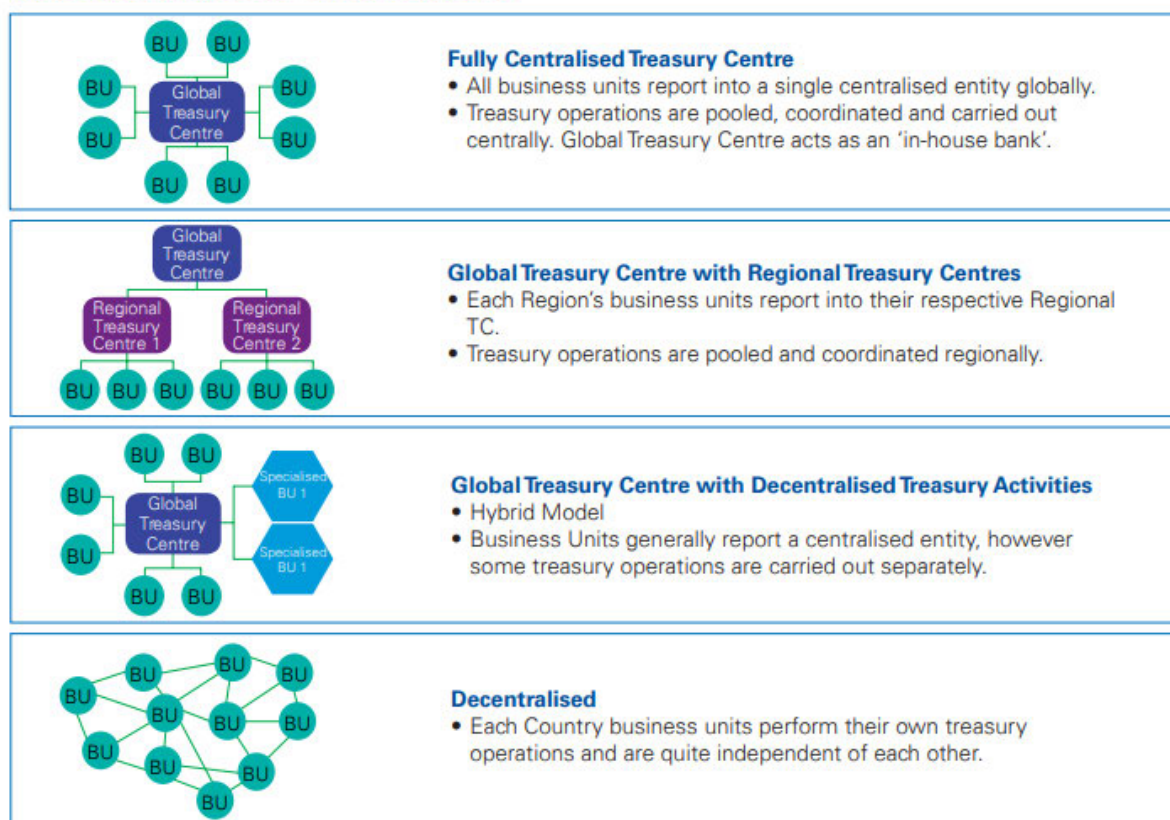 BU BU
BU BU
Global
Treasury
Centre
BU BU
BU BU
Fully Centralised Treasury Centre
• All business units report into a single centralised entity globally.
• Treasury operations are pooled, coordinated and carried out
centrally. Global Treasury Centre acts as an ‘in-house bank’.
Global
Treasury
Centre
Regional
Treasury
Centre 1
Regional
Treasury
Centre 2
BU BU BU BU BU BU
Global Treasury Centre with Regional Treasury Centres
• Each Region’s business units report into their respective Regional
TC.
• Treasury operations are pooled and coordinated regionally.
BU BU
BU
BU
Global
Treasury
Centre
BU BU
Specialised
BU 1
Specialised
BU 1
Global Treasury Centre with Decentralised Treasury Activities
• Hybrid Model
• Business Units generally report a centralised entity, however
some treasury operations are carried out separately.
BU BU BU
BU BU BU BU
BU BU BU
BU
Decentralised
• Each Country business units perform their own treasury
operations and are quite independent of each other.